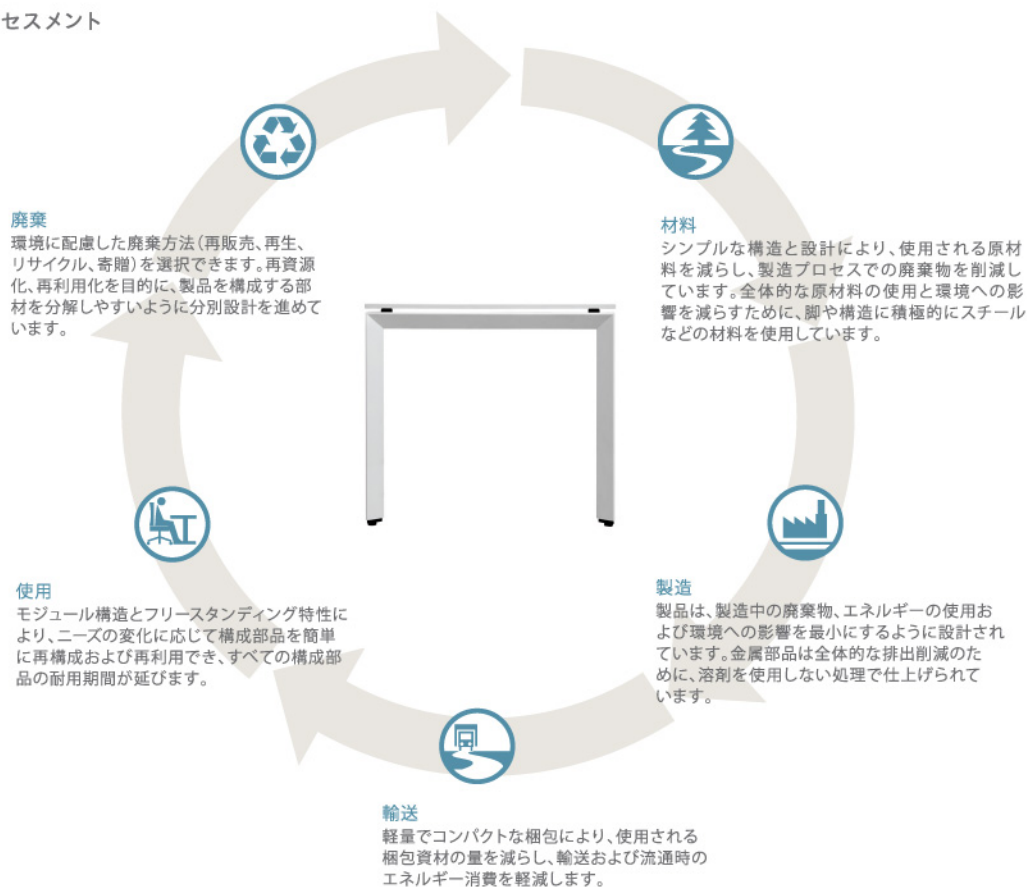 セスメント
材料
シンプルな構造と設計により、使用される原材
料を減らし、製造プロセスでの廃棄物を削減し
ています。全体的な原材料の使用と環境への影
響を減らすために、脚や構造に積極的にスチール
などの材料を使用しています。
製造
製品は、製造中の廃棄物、エネルギーの使用お
よび環境への影響を最小にするように設計され
ています。金属部品は全体的な排出削減のた
めに、溶剤を使用しない処理で仕上げられて
います。
輸送
軽量でコンパクトな梱包により、使用される
梱包資材の量を減らし、輸送および流通時の
エネルギー消費を軽減します。
使用
モジュール構造とフリースタンディング特性に
より、ニーズの変化に応じて構成部品を簡単
に再構成および再利用でき、すべての構成部
品の耐用期間が延びます。
廃棄
環境に配慮した廃棄方法(再販売、再生、
リサイクル、寄贈)を選択できます。再資源
化、再利用化を目的に、製品を構成する部
材を分解しやすいように分別設計を進めて
います。